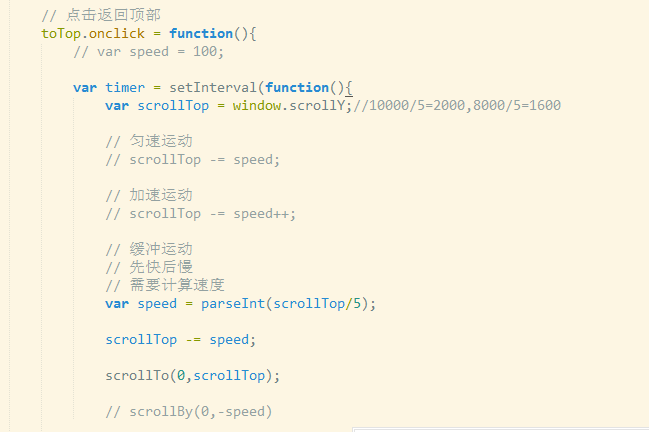 // 点击返回顶部
toTop.onclick = function(){
// var speed = 100;
var timer = setInterval(function(){
var scrollTop = window.scrollY;//10000/5=2000,8000/5=1600
// 匀速运动
// scrollTop -= speed;
// 加速运动
// scrollTop -= speed++;
// 缓冲运动
// 先快后慢
// 需要计算速度
var speed = parseInt(scrollTop/5);
scrollTop -= speed;
scrollTo(0,scrollTop);
// scrollBy(0,-speed)